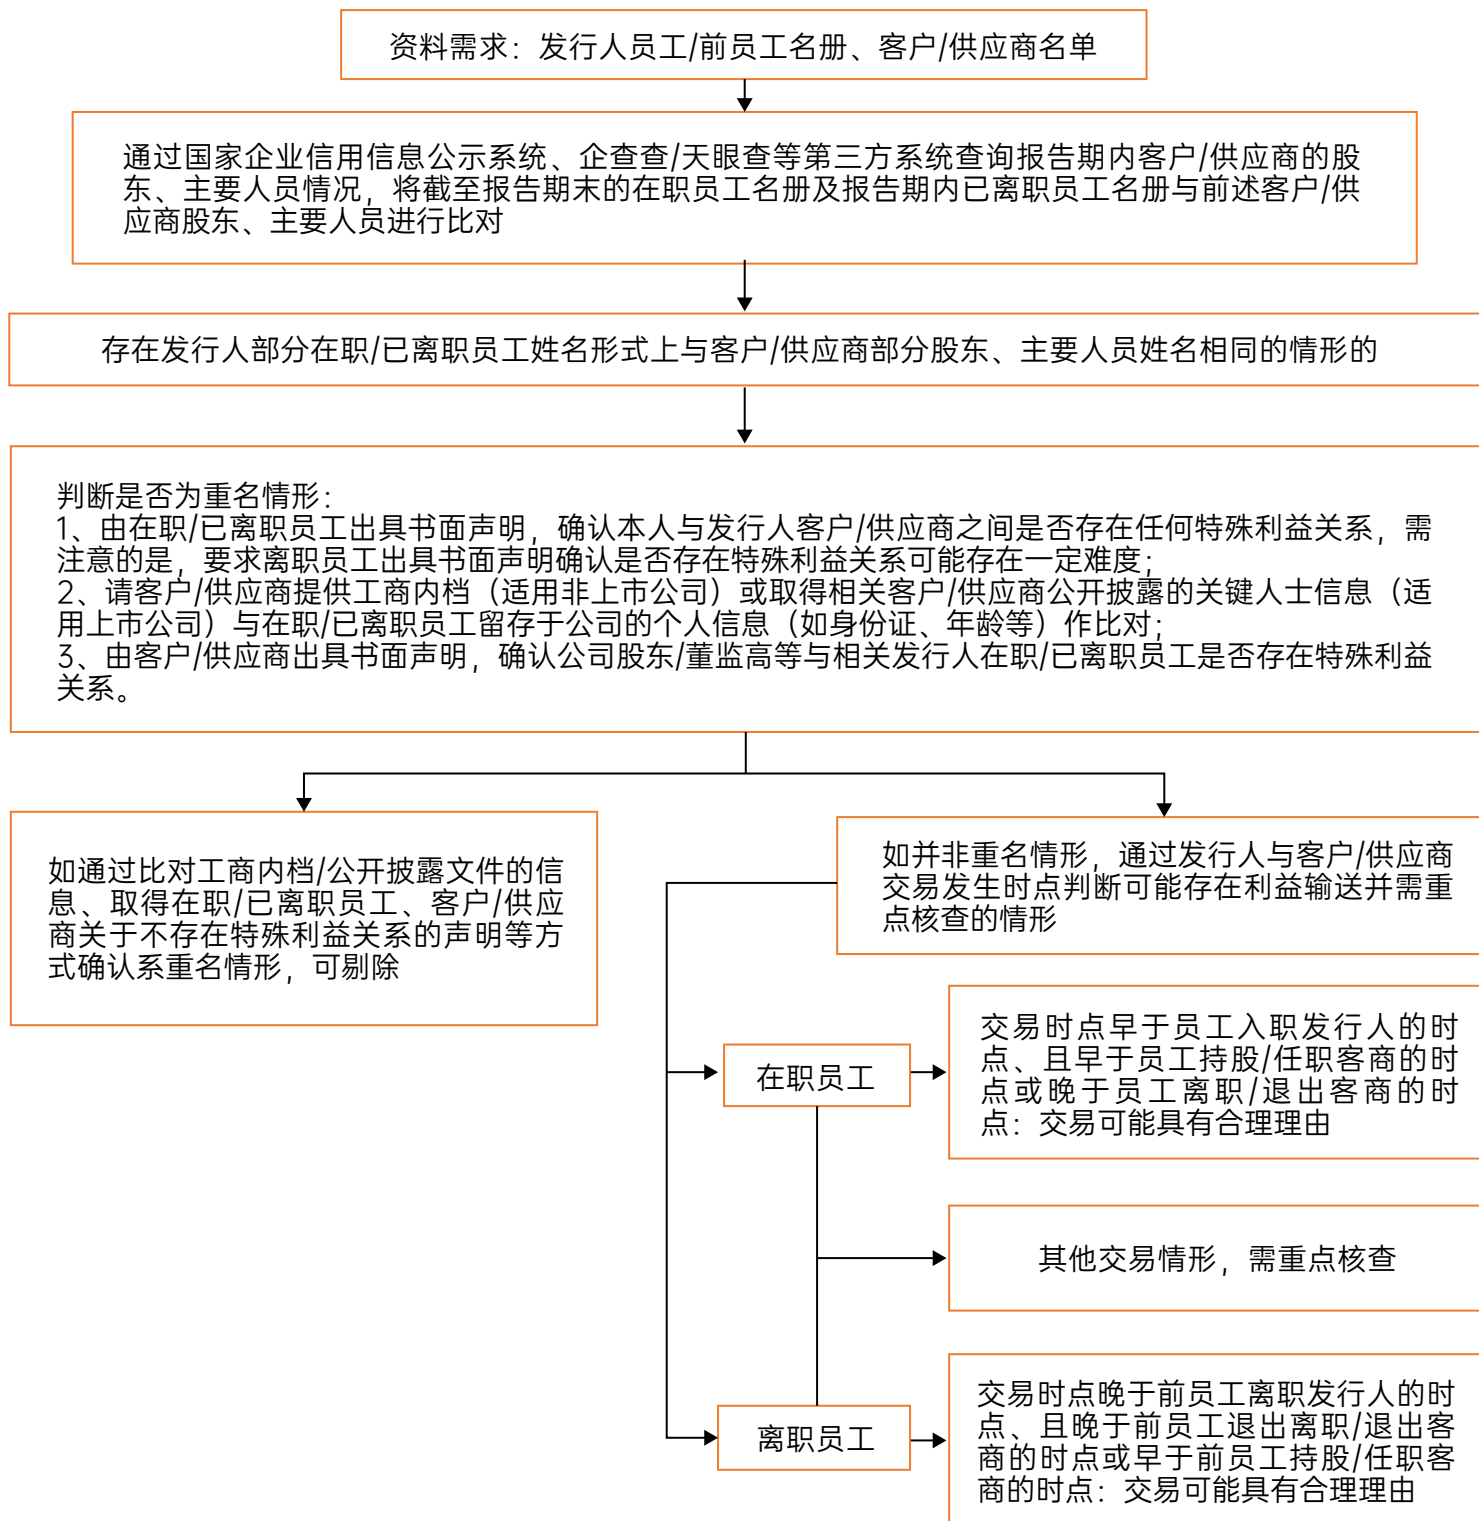 资料需求：发行人员工/前员工名册、客户/供应商名单
通过国家企业信用信息公示系统、企查查/天眼查等第三方系统查询报告期内客户/供应商的股
东、主要人员情况，将截至报告期末的在职员工名册及报告期内已离职员工名册与前述客户/供
应商股东、主要人员进行比对
存在发行人部分在职/已离职员工姓名形式上与客户/供应商部分股东、主要人员姓名相同的情形的
判断是否为重名情形：
1、由在职/已离职员工出具书面声明，确认本人与发行人客户/供应商之间是否存在任何特殊利益关系，需
注意的是，要求离职员工出具书面声明确认是否存在特殊利益关系可能存在一定难度；
2、请客户/供应商提供工商内档（适用非上市公司）或取得相关客户/供应商公开披露的关键人士信息（适
用上市公司）与在职/已离职员工留存于公司的个人信息（如身份证、年龄等）作比对；
3、由客户/供应商出具书面声明，确认公司股东/董监高等与相关发行人在职/已离职员工是否存在特殊利益
关系。
如通过比对工商内档/公开披露文件的信
息、取得在职/已离职员工、客户/供应
商关于不存在特殊利益关系的声明等方
式确认系重名情形，可剔除
如并非重名情形，通过发行人与客户/供应商
交易发生时点判断可能存在利益输送并需重
点核查的情形
在职员工
交易时点早于员工入职发行人的时
点、且早于员工持股/任职客商的时
点或晚于员工离职/退出客商的时
点：交易可能具有合理理由
其他交易情形，需重点核查
离职员工
交易时点晚于前员工离职发行人的时
点、且晚于前员工退出离职/退出客
商的时点或早于前员工持股/任职客
商的时点：交易可能具有合理理由